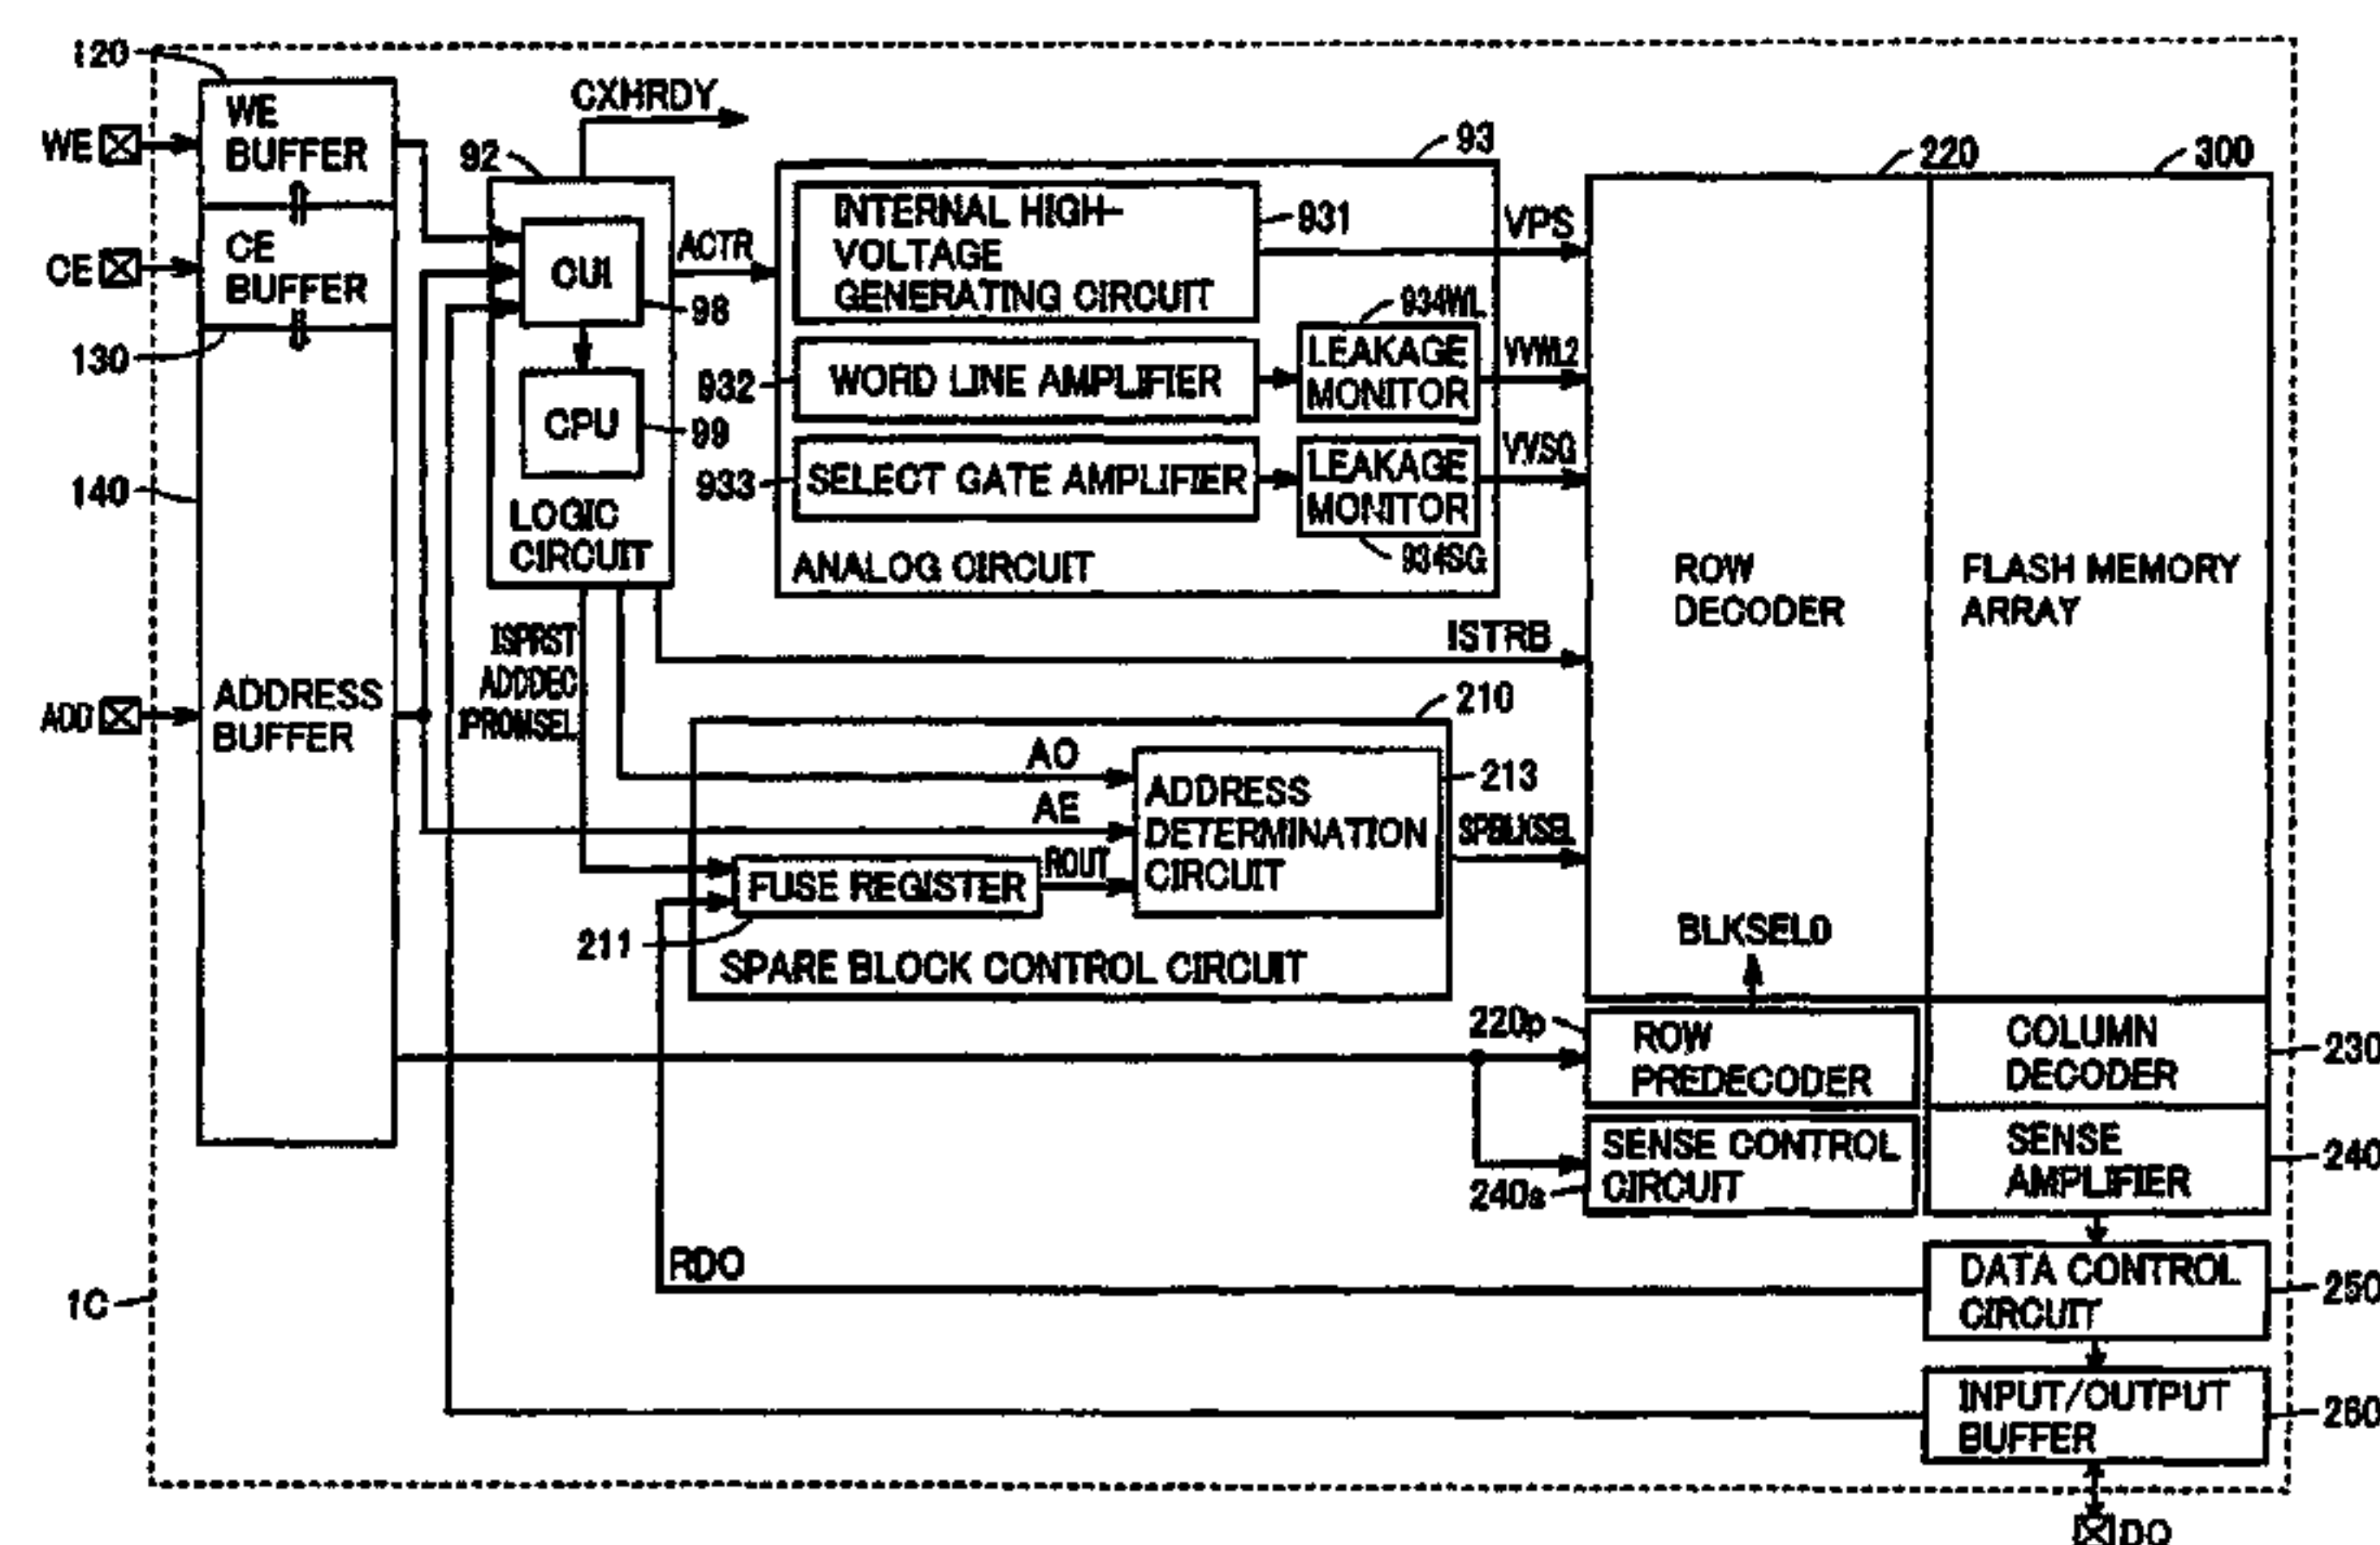 120
WE
WE
BUFFER
CE
CE
BUFFER
130
140
ADD
ADDRESS
BUFFER
1C
CXHRDY
92
CUI
98
CPU
99
LOGIC
CIRCUIT
ACTR
93
INTERNAL HIGH-
VOLTAGE
GENERATING CIRCUIT
931
932
WORD LINE AMPLIFIER
934WL
LEAKAGE
MONITOR
933
SELECT GATE AMPLIFIER
LEAKAGE
MONITOR
934SG
ANALOG CIRCUIT
VPS
VVWL2
VVSG
220
300
ROW
DECODER
FLASH MEMORY
ARRAY
ISPRST
ADDDEC
IPROMSEL
ISTRB
210
AO
AE
213
ADDRESS
DETERMINATION
CIRCUIT
ROUT
FUSE REGISTER
211
SPARE BLOCK CONTROL CIRCUIT
SPBLKSEL
BLKSEL0
220p
ROW
PREDECODER
COLUMN
DECODER
230
SENSE CONTROL
CIRCUIT
240s
SENSE
AMPLIFIER
240
RDO
DATA CONTROL
CIRCUIT
250
INPUT/OUTPUT
BUFFER
260
DQ